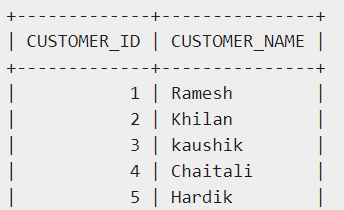 +-------------+---------------+
| CUSTOMER_ID | CUSTOMER_NAME |
+-------------+---------------+
|           1 | Ramesh        |
|           2 | Khilan        |
|           3 | kaushik       |
|           4 | Chaitali      |
|           5 | Hardik        |